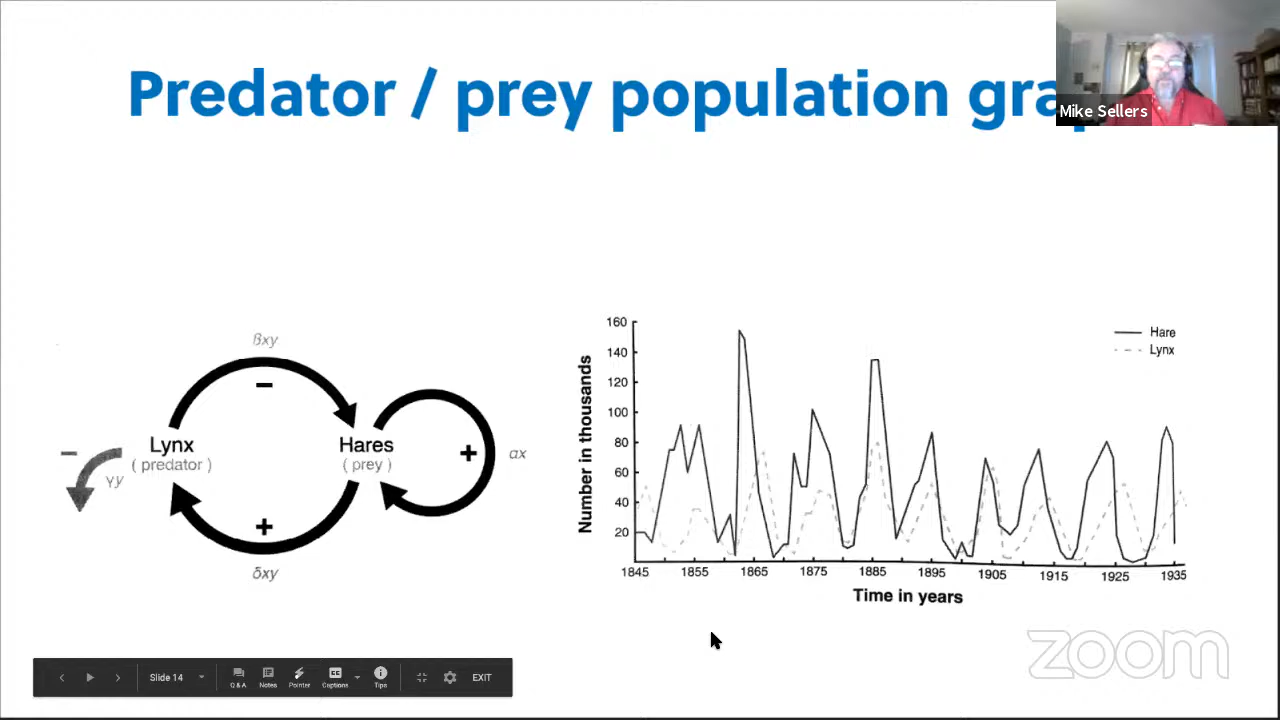 Predator / prey population gra
Mike Sellers
ßxy
−
Lynx
( predator )
Hares
( prey )
+
αx
−
γy
+
δxy
160
140
120
100
80
60
40
20
Number in thousands
Hare
Lynx
1845 1855 1865 1875 1885 1895 1905 1915 1925 1935
Time in years
zoom
Slide 14
Q & A Notes Pointer Captions Tips
CC
EXIT